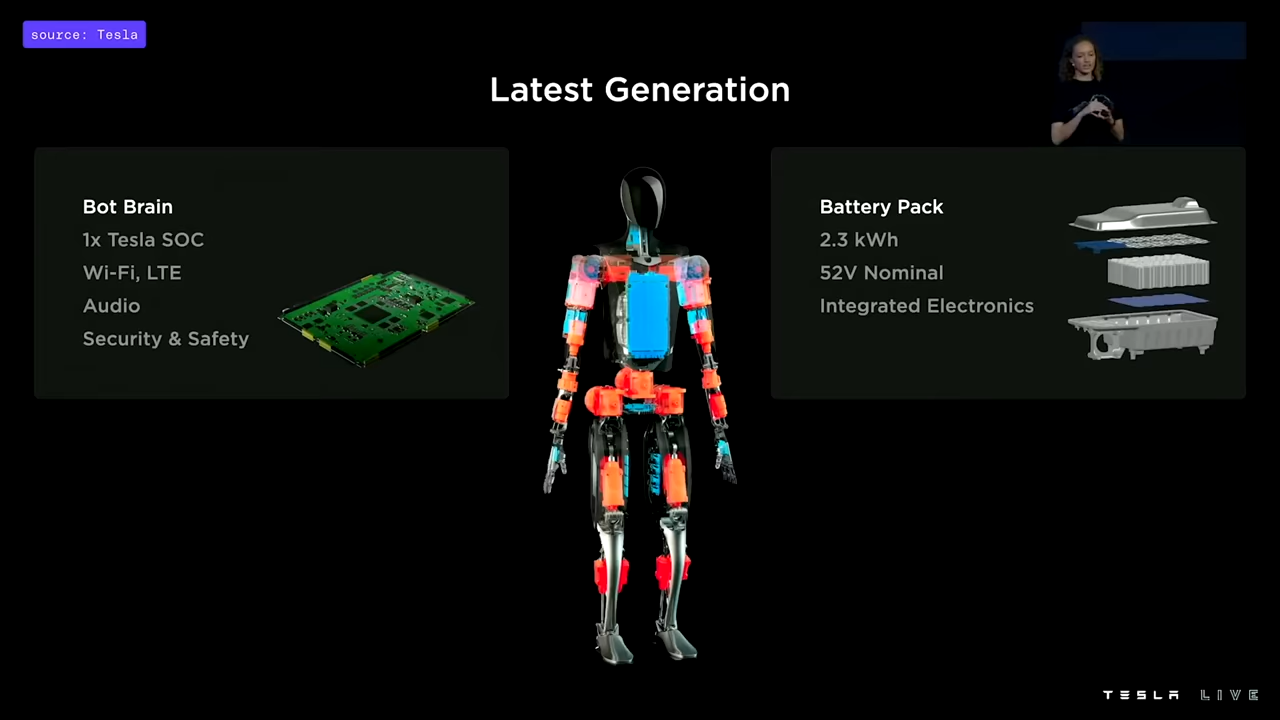 source: Tesla
Latest Generation
Bot Brain
1x Tesla SOC
Wi-Fi, LTE
Audio
Security & Safety
Battery Pack
2.3 kWh
52V Nominal
Integrated Electronics
TESLA LIVE